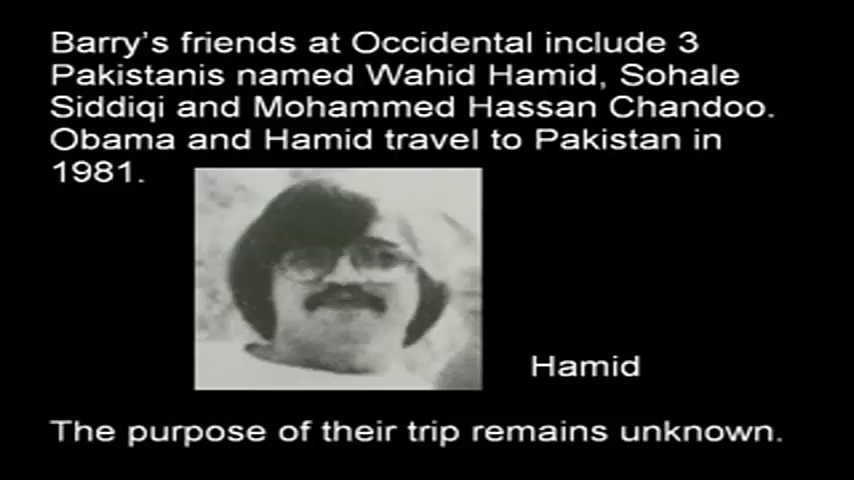 Barry's friends at Occidental include 3
Pakistanis named Wahid Hamid, Sohale
Siddiqi and Mohammed Hassan Chandoo.
Obama and Hamid travel to Pakistan in
1981.
Hamid
The purpose of their trip remains unknown.